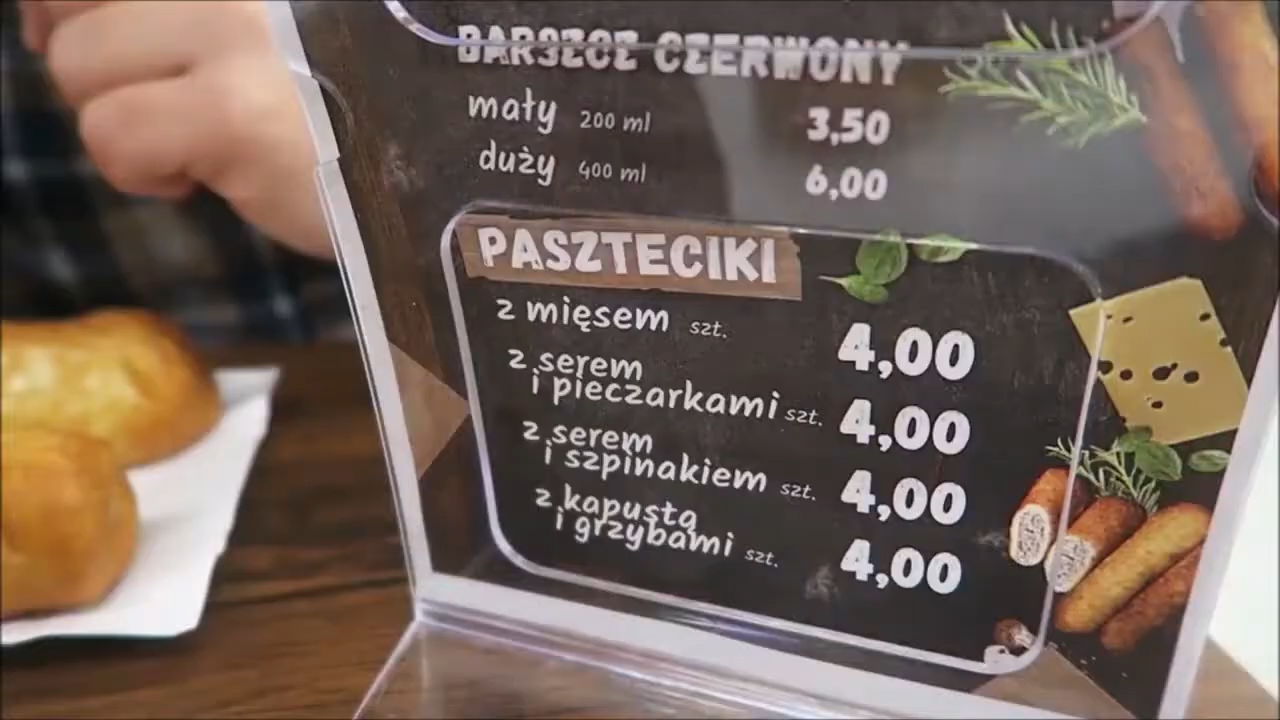 BARSZCZ CZERWONY
mały 200 ml 3,50
duży 400 ml 6,00
PASZTECIKI
z mięsem szt. 4,00
z serem
i pieczarkami szt. 4,00
z serem
i szpinakiem szt. 4,00
z kapustą
i grzybami szt. 4,00